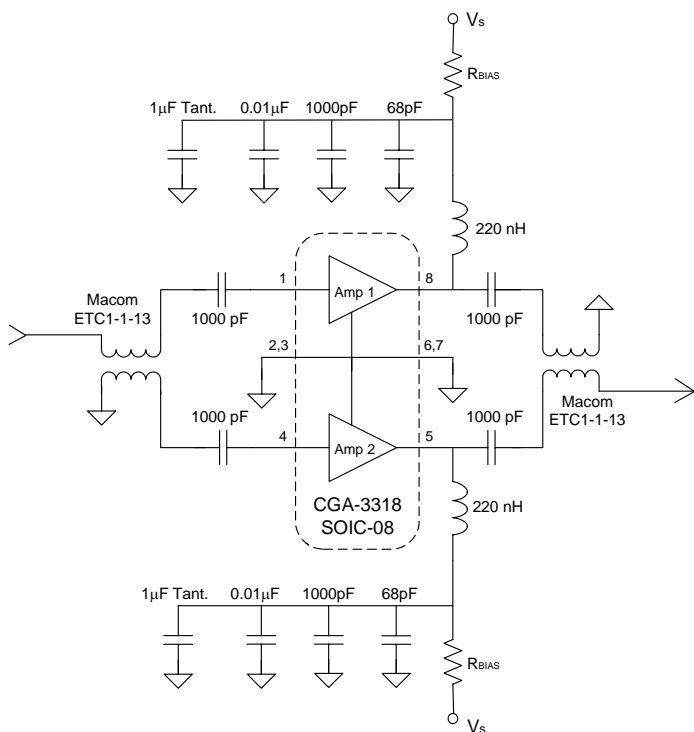 Vs
RBIAS
1μF Tant. 0.01μF 1000pF 68pF
220 nH
1 Amp 1 8
Macom
ETC1-1-13
1000 pF 1000 pF
2,3 6,7
1000 pF 1000 pF
Macom
ETC1-1-13
4 Amp 2 5
CGA-3318
SOIC-08
220 nH
1μF Tant. 0.01μF 1000pF 68pF
RBIAS
Vs